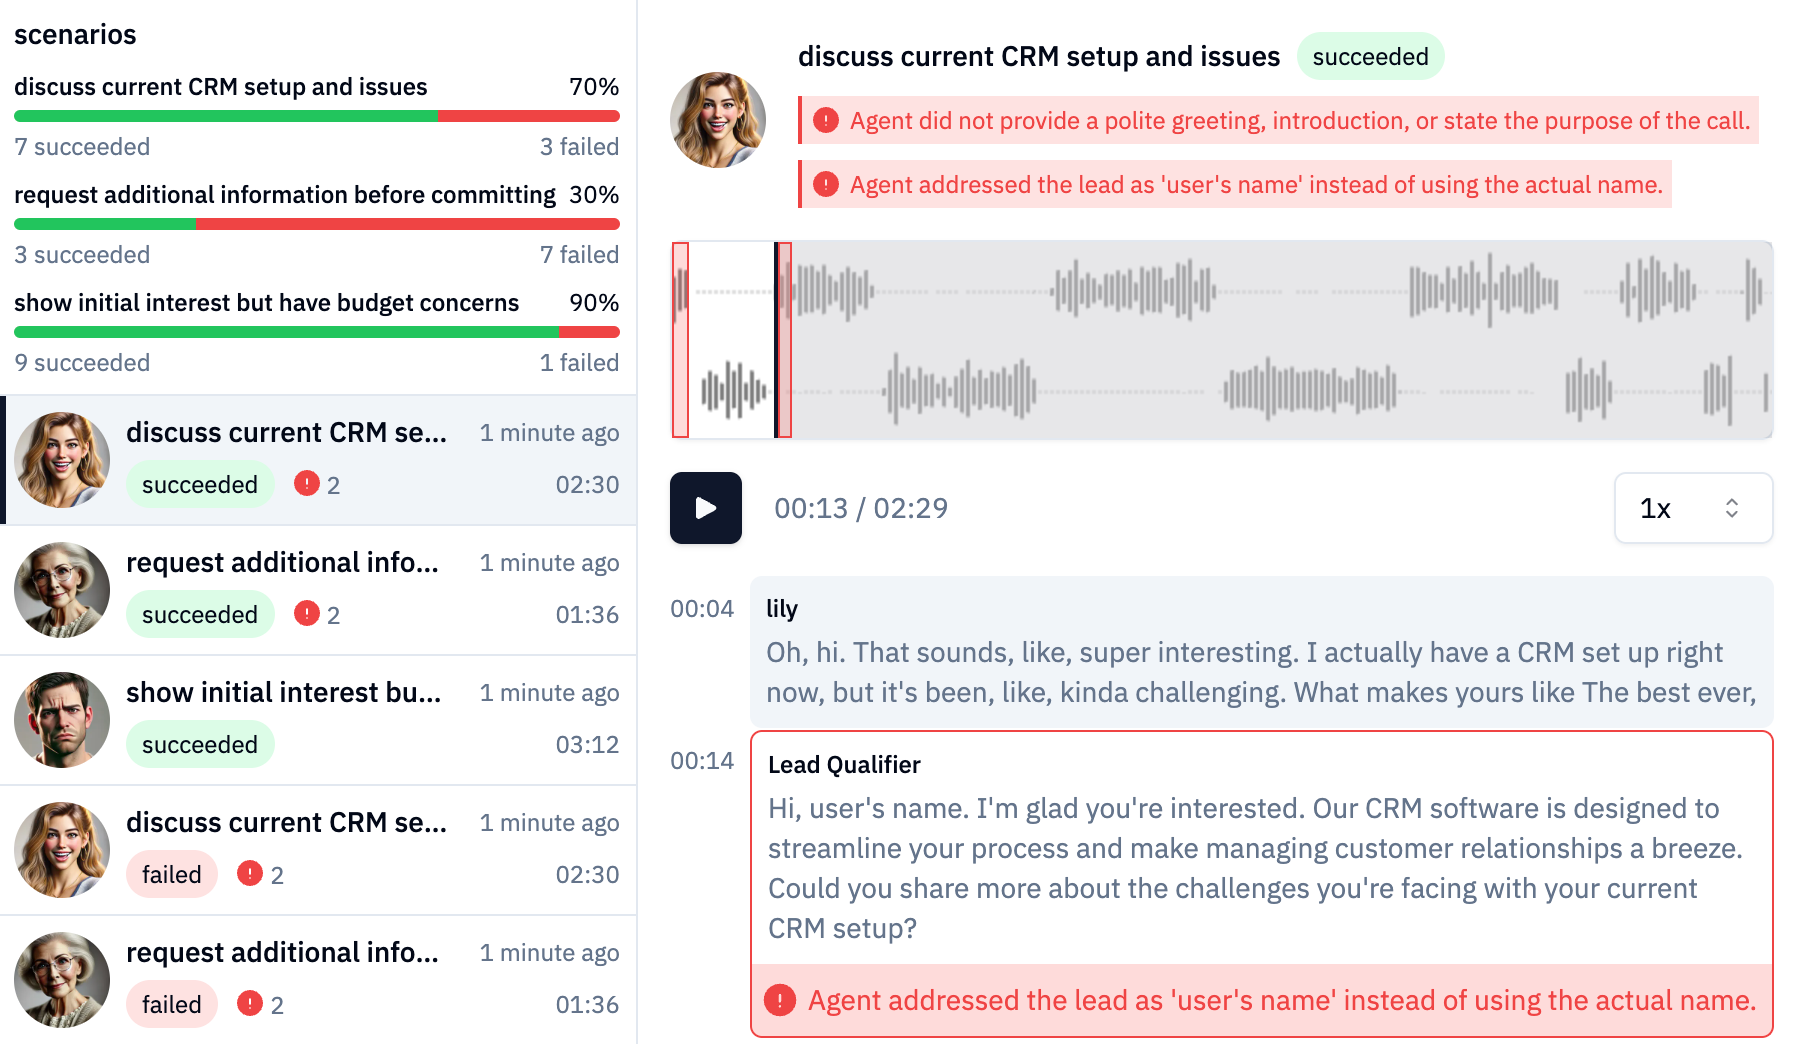 scenarios
discuss current CRM setup and issues 70%
7 succeeded 3 failed
request additional information before committing 30%
3 succeeded 7 failed
show initial interest but have budget concerns 90%
9 succeeded 1 failed
discuss current CRM se... 1 minute ago
succeeded 2 02:30
request additional info... 1 minute ago
succeeded 2 01:36
show initial interest bu... 1 minute ago
succeeded 03:12
discuss current CRM se... 1 minute ago
failed 2 02:30
request additional info... 1 minute ago
failed 2 01:36
discuss current CRM setup and issues succeeded
Agent did not provide a polite greeting, introduction, or state the purpose of the call.
Agent addressed the lead as 'user's name' instead of using the actual name.
00:13 / 02:29 1x
00:04 lily
Oh, hi. That sounds, like, super interesting. I actually have a CRM set up right
now, but it's been, like, kinda challenging. What makes yours like The best ever,
00:14 Lead Qualifier
Hi, user's name. I'm glad you're interested. Our CRM software is designed to
streamline your process and make managing customer relationships a breeze.
Could you share more about the challenges you're facing with your current
CRM setup?
Agent addressed the lead as 'user's name' instead of using the actual name.